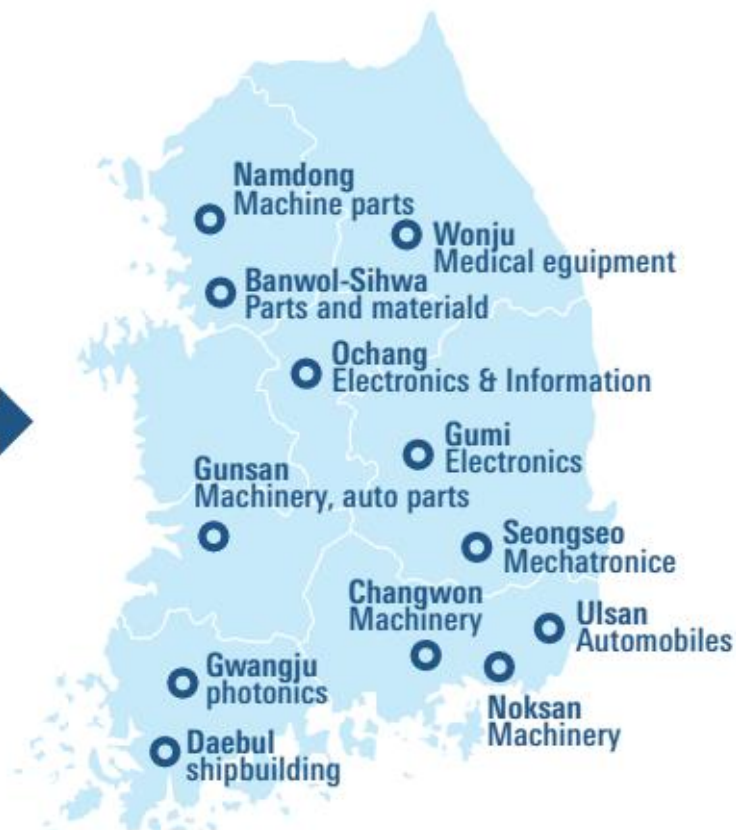 Namdong
Machine parts
Wonju
Medical eguipment
Banwol-Sihwa
Parts and materiald
Ochang
Electronics & Information
Gumi
Electronics
Gunsan
Machinery, auto parts
Seongseo
Mechatronice
Changwon
Machinery
Ulsan
Automobiles
Gwangju
photonics
Noksan
Machinery
Daebul
shipbuilding